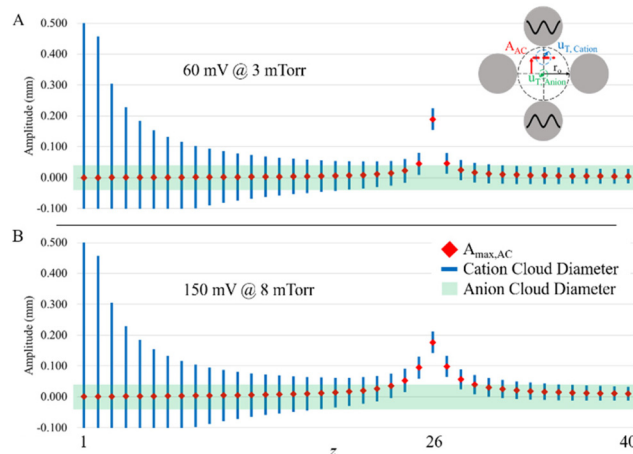 A
0.500
0.400
0.300
0.200
0.100
0.000
-0.100
Amplitude (mm)
60 mV @ 3 mTorr
A_AC
u_T, Cation
u_T, Anion
r_o
B
0.500
0.400
0.300
0.200
0.100
0.000
-0.100
Amplitude (mm)
150 mV @ 8 mTorr
A_max,AC
Cation Cloud Diameter
Anion Cloud Diameter
1
26
40
z